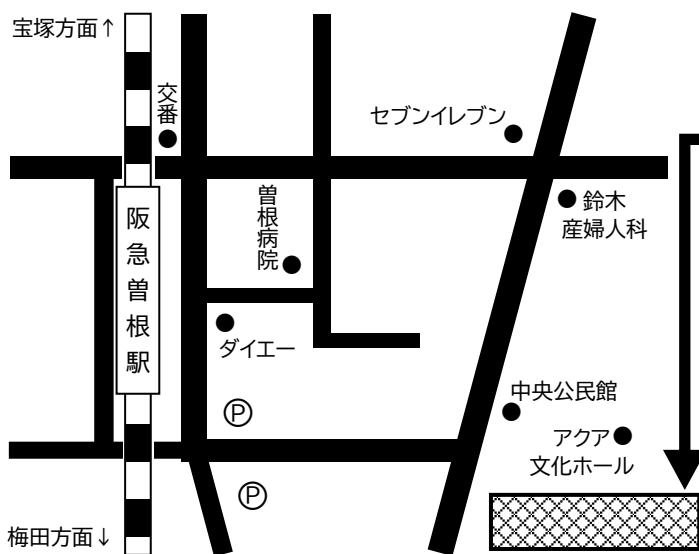 宝塚方面↑
交番
セブンイレブン
阪急曽根駅
曽根病院
鈴木
産婦人科
ダイエー
中央公民館
Ⓟ
アクア
文化ホール
Ⓟ
梅田方面↓